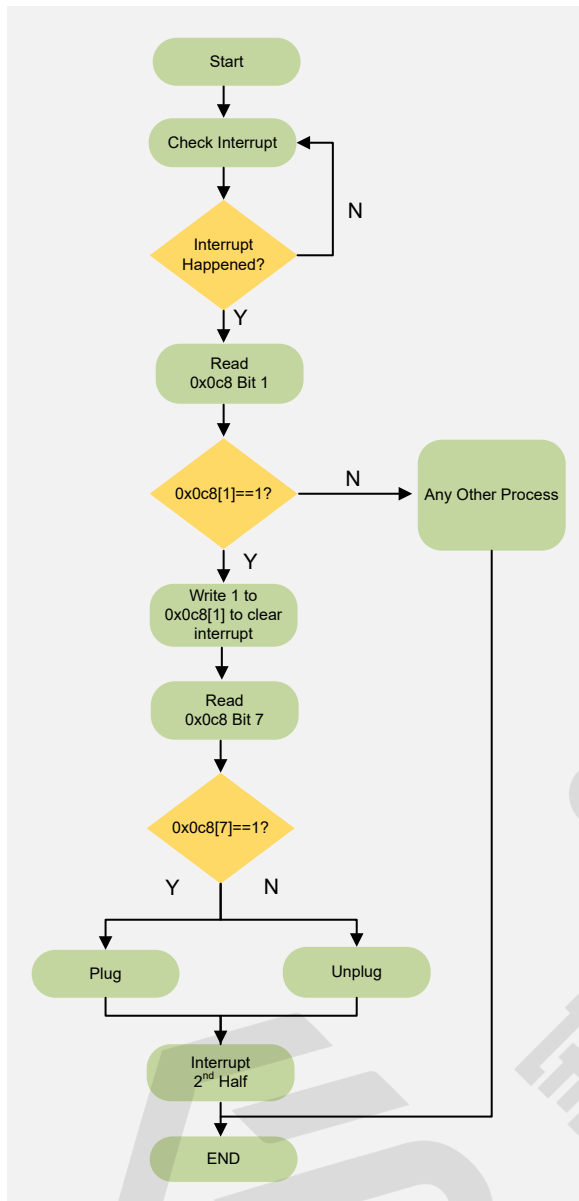 Start
Check Interrupt
N
Interrupt
Happened?
Y
Read
0x0c8 Bit 1
0x0c8[1]==1?
N
Any Other Process
Y
Write 1 to
0x0c8[1] to clear
interrupt
Read
0x0c8 Bit 7
0x0c8[7]==1?
Y
N
Plug
Unplug
Interrupt
2nd Half
END